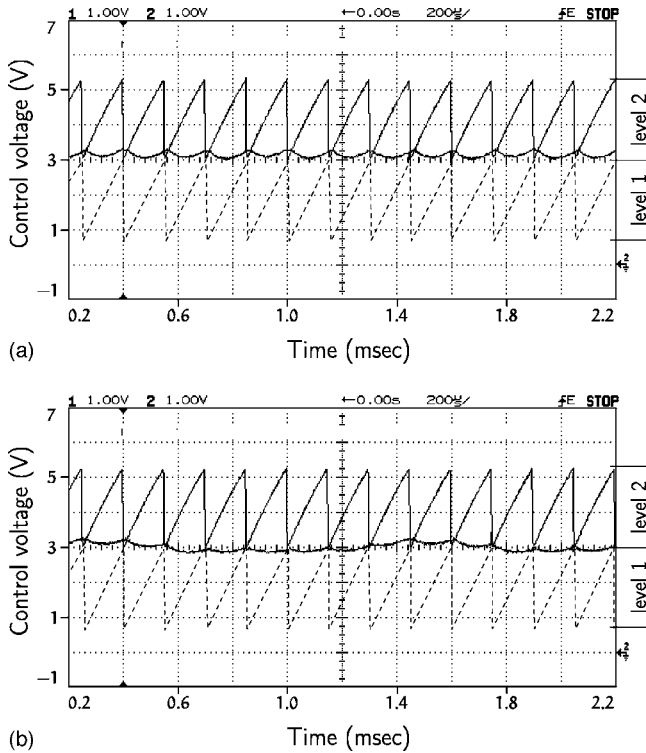 1 1.00V 2 1.00V ←0.00s 200µs/ ƒE STOP
7
5
3
1
−1
Control voltage (V)
level 2
level 1
2
0.2 0.6 1.0 1.4 1.8 2.2
(a) Time (msec)
1 1.00V 2 1.00V ←0.00s 200µs/ ƒE STOP
7
5
3
1
−1
Control voltage (V)
level 2
level 1
2
0.2 0.6 1.0 1.4 1.8 2.2
(b) Time (msec)